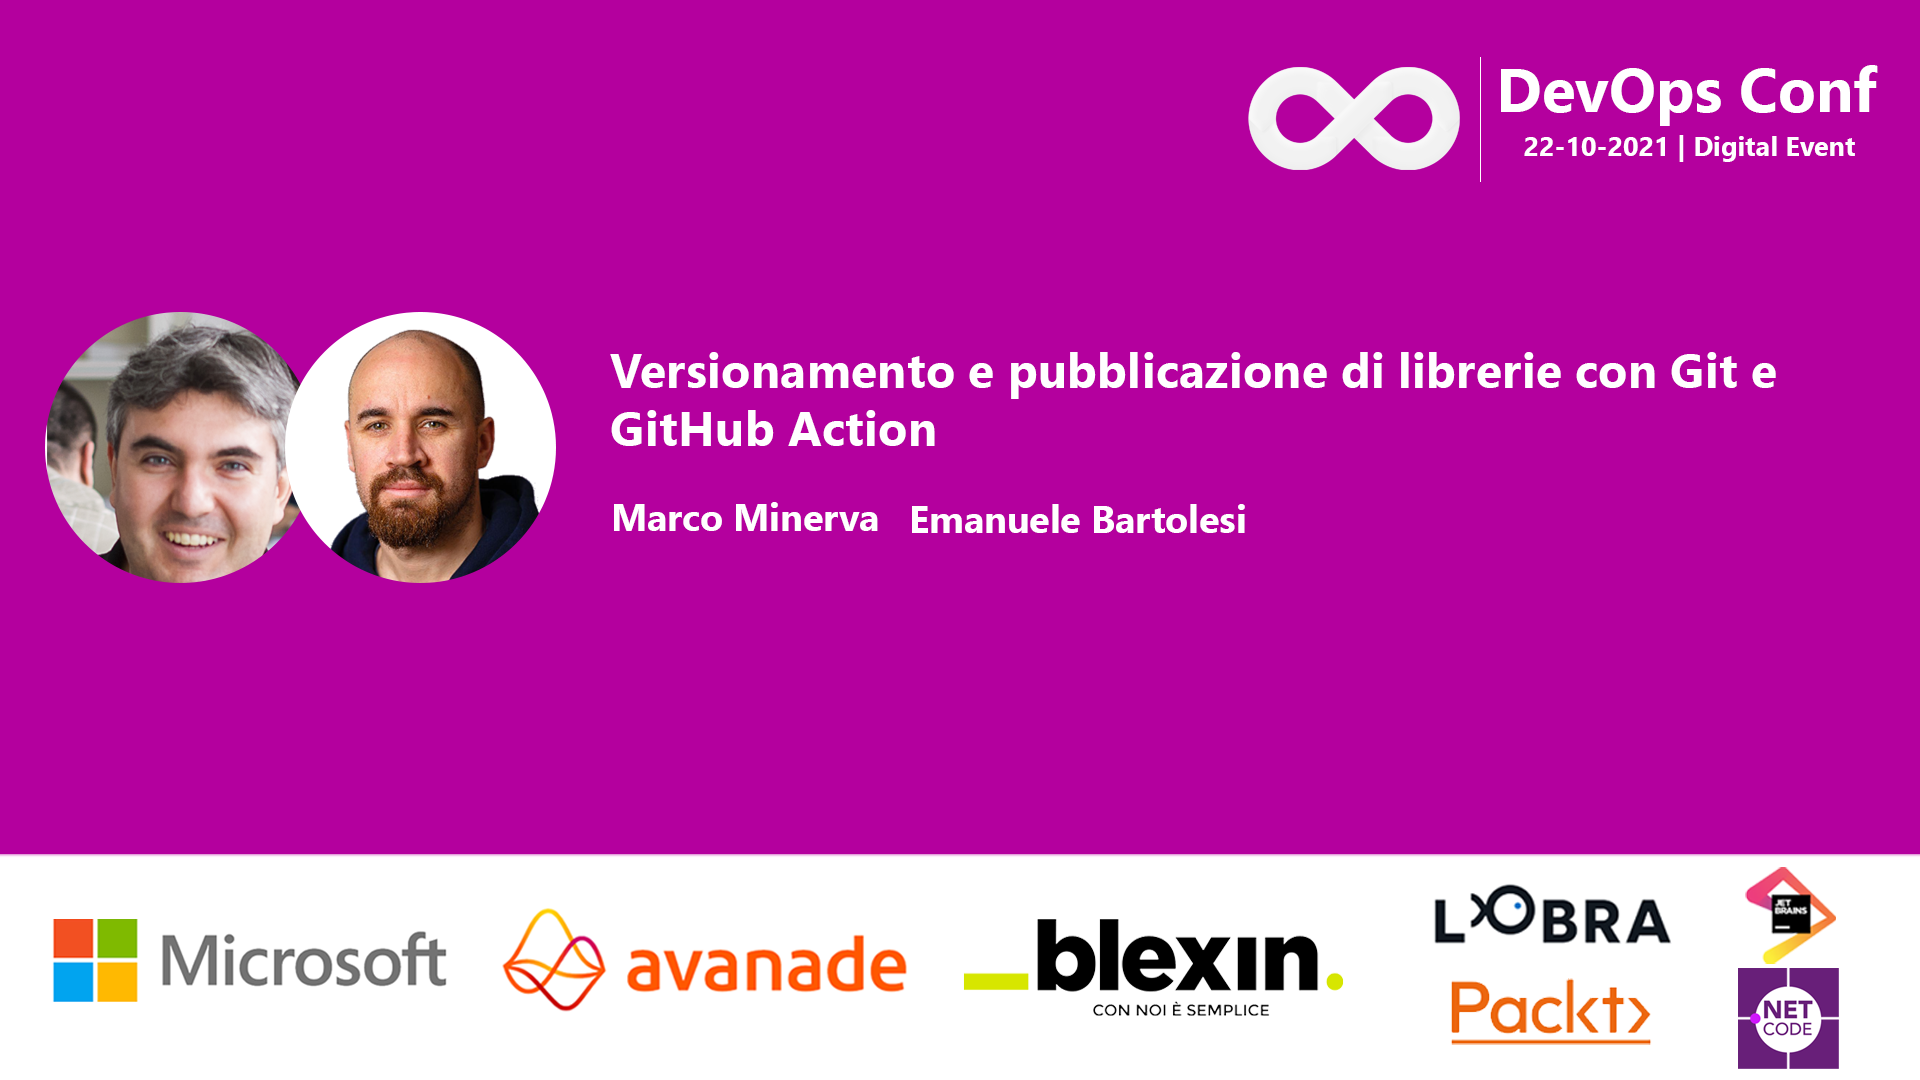 DevOps Conf
22-10-2021 | Digital Event
Versionamento e pubblicazione di librerie con Git e
GitHub Action
Marco Minerva Emanuele Bartolesi
Microsoft
avanade
blexin.
CON NOI È SEMPLICE
LOBRA
Packt
JET
BRAINS
.NET
CODE